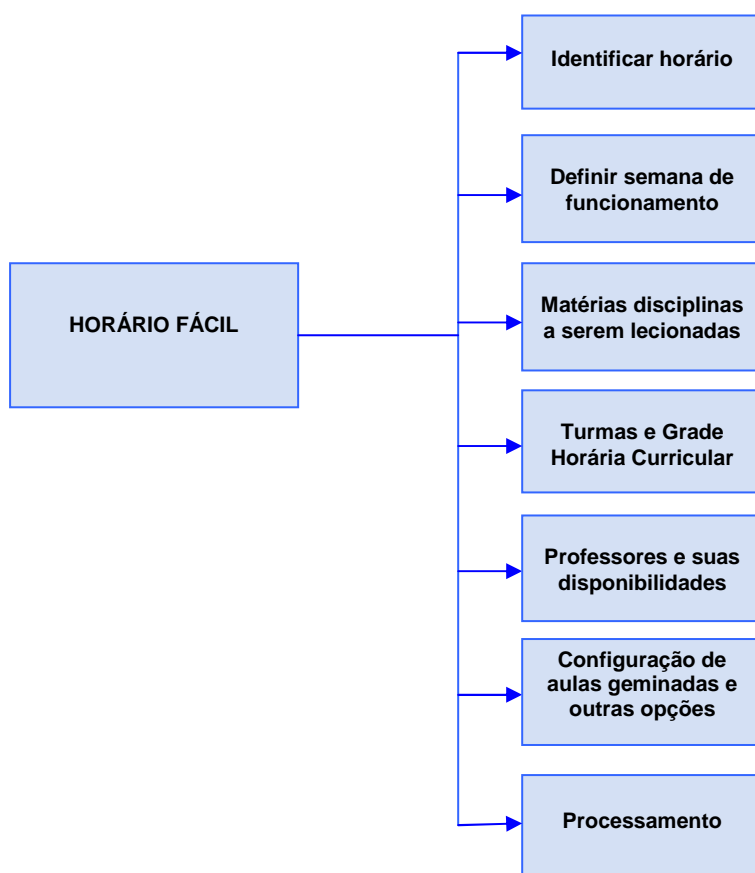 Identificar horário
Definir semana de
funcionamento
HORÁRIO FÁCIL
Matérias disciplinas
a serem lecionadas
Turmas e Grade
Horária Curricular
Professores e suas
disponibilidades
Configuração de
aulas geminadas e
outras opções
Processamento